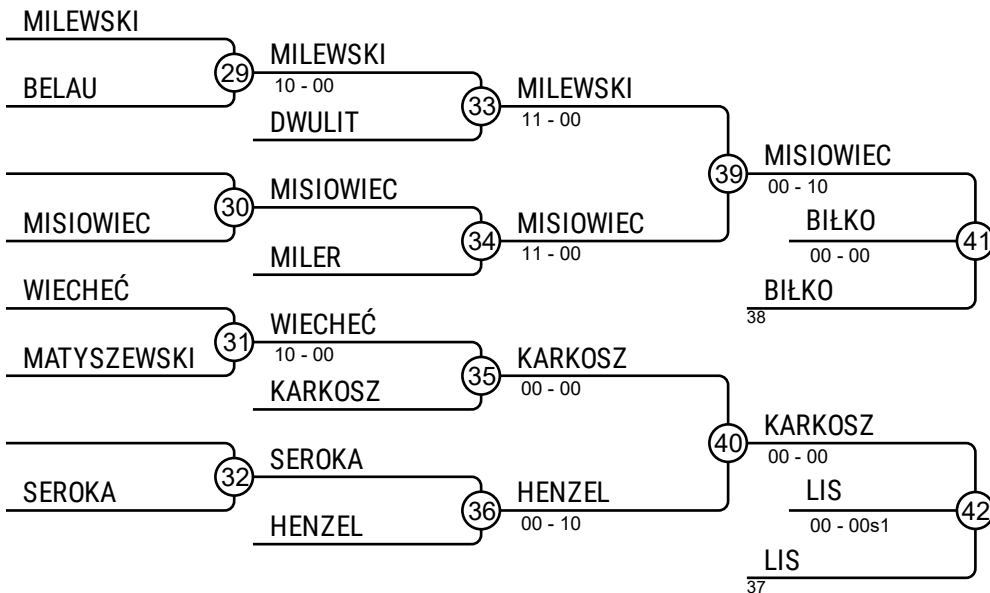 MILEWSKI
29
MILEWSKI
10 - 00
BELAU
33
MILEWSKI
11 - 00
DWULIT
39
MISIOWIEC
00 - 10
30
MISIOWIEC
MISIOWIEC
34
MISIOWIEC
11 - 00
MILER
BIŁKO
00 - 00
41
BIŁKO
38
WIECHEĆ
31
WIECHEĆ
10 - 00
MATYSZEWSKI
35
KARKOSZ
00 - 00
KARKOSZ
40
KARKOSZ
00 - 00
32
SEROKA
SEROKA
36
HENZEL
00 - 10
HENZEL
LIS
00 - 00s1
42
LIS
37